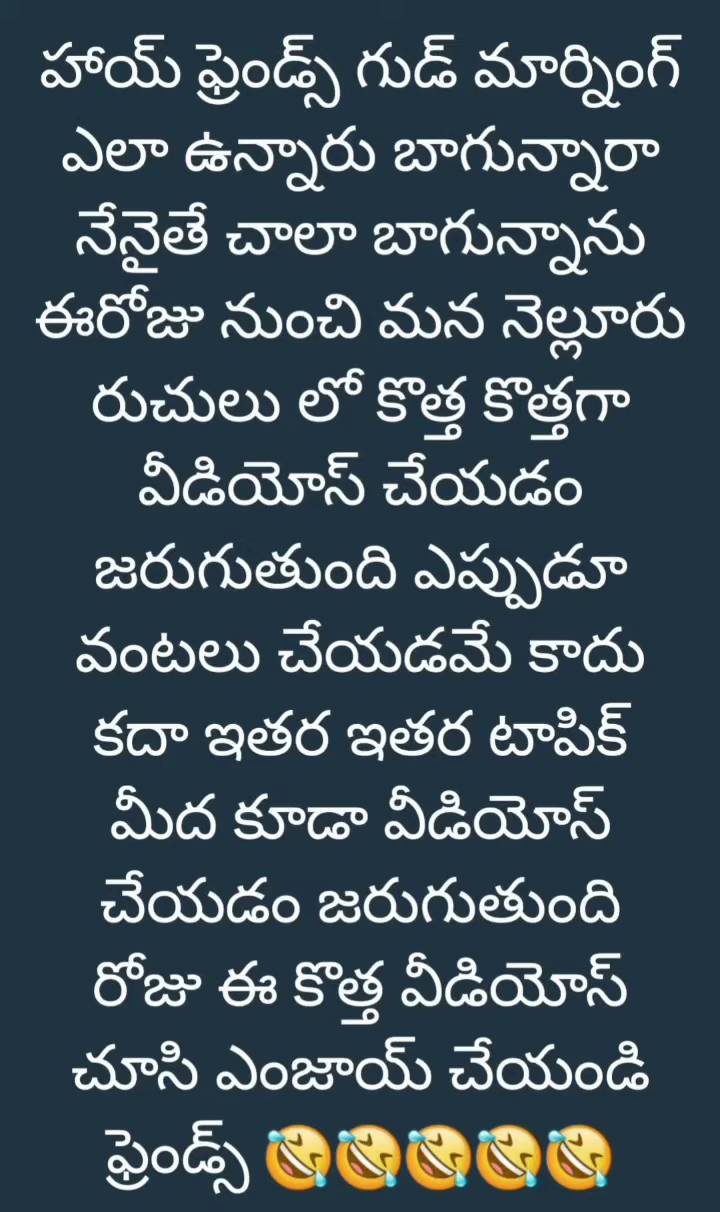 హాయ్ ఫ్రెండ్స్ గుడ్ మార్నింగ్
ఎలా ఉన్నారు బాగున్నారా
నేనైతే చాలా బాగున్నాను
ఈరోజు నుంచి మన నెల్లూరు
రుచులు లో కొత్త కొత్తగా
వీడియోస్ చేయడం
జరుగుతుంది ఎప్పుడూ
వంటలు చేయడమే కాదు
కదా ఇతర ఇతర టాపిక్
మీద కూడా వీడియోస్
చేయడం జరుగుతుంది
రోజు ఈ కొత్త వీడియోస్
చూసి ఎంజాయ్ చేయండి
ఫ్రెండ్స్ 🤣🤣🤣🤣🤣